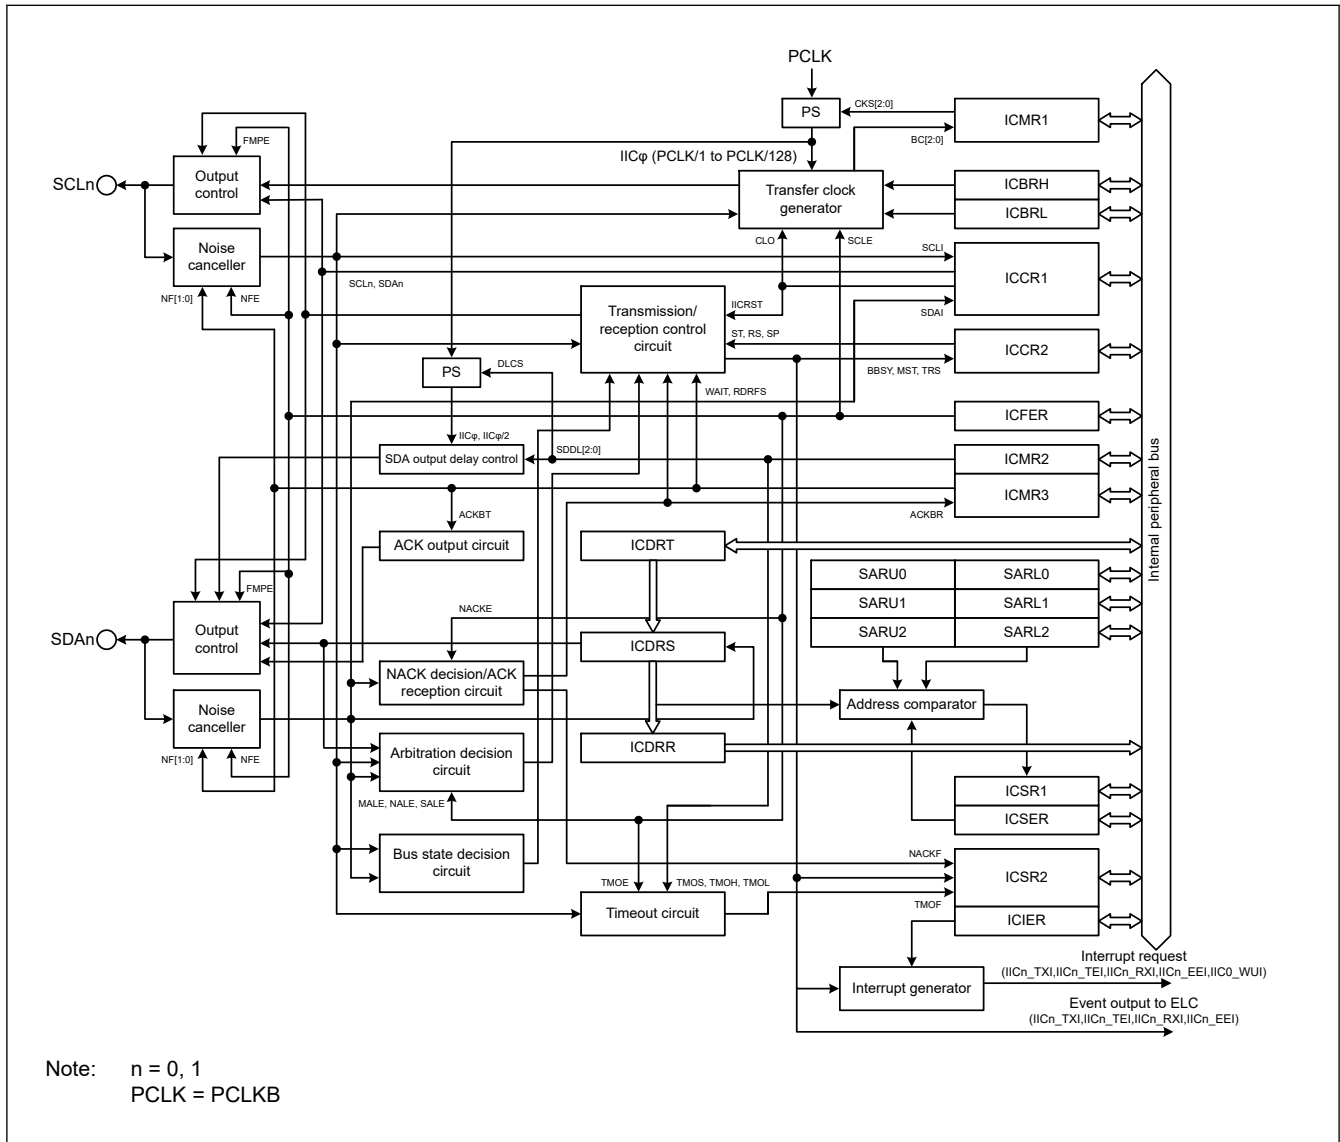 PCLK
PS
CKS[2:0]
ICMR1
BC[2:0]
FMPE
IICφ (PCLK/1 to PCLK/128)
SCLn
Output
control
Transfer clock
generator
ICBRH
ICBRL
Noise
canceller
CLO
SCLE
SCLI
ICCR1
SCLn, SDAn
NF[1:0]
NFE
IICRST
SDAI
Transmission/
reception control
circuit
ST, RS, SP
ICCR2
BBSY, MST, TRS
PS
DLCS
WAIT, RDRFS
ICFER
IICφ, IICφ/2
SDA output delay control
SDDL[2:0]
ICMR2
ICMR3
ACKBT
ACKBR
ACK output circuit
ICDRT
Internal peripheral bus
SARU0
SARL0
FMPE
SARU1
SARL1
NACKE
SDAn
Output
control
ICDRS
SARU2
SARL2
NACK decision/ACK
reception circuit
Address comparator
Noise
canceller
NF[1:0]
NFE
Arbitration decision
circuit
ICDRR
ICSR1
MALE, NALE, SALE
ICSER
Bus state decision
circuit
NACKF
ICSR2
TMOE
TMOS, TMOH, TMOL
TMOF
Timeout circuit
ICIER
Interrupt request
(IICn_TXI,IICn_TEI,IICn_RXI,IICn_EEI,IIC0_WUI)
Interrupt generator
Event output to ELC
(IICn_TXI,IICn_TEI,IICn_RXI,IICn_EEI)
Note: n = 0, 1
PCLK = PCLKB